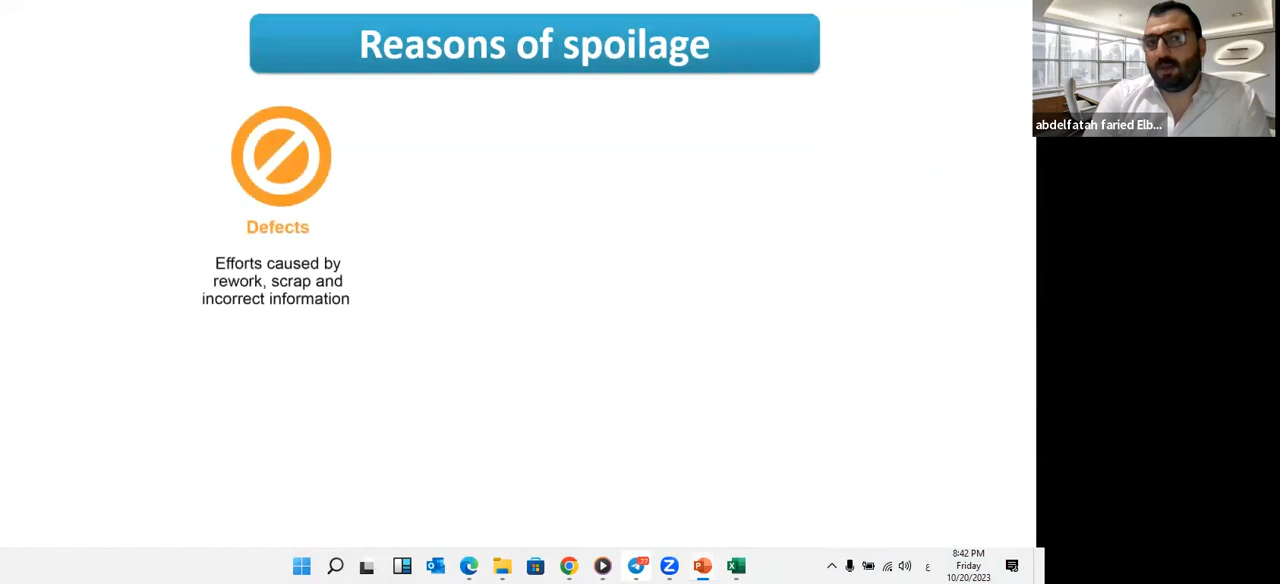 Reasons of spoilage
abdelfatah faried Elb...
Defects
Efforts caused by
rework, scrap and
incorrect information
8:42 PM
Friday
10/20/2023
ع